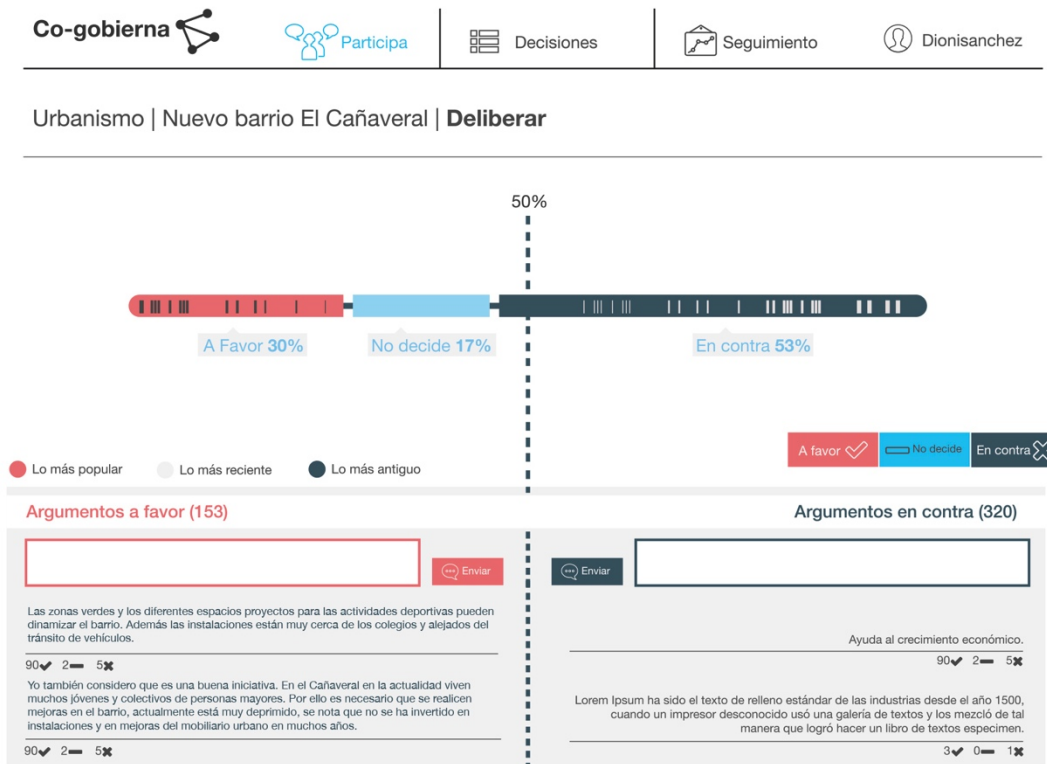 Co-gobierna
Participa
Decisiones
Seguimiento
Dionisanchez
Urbanismo | Nuevo barrio El Cañaveral | Deliberar
50%
A Favor 30%
No decide 17%
En contra 53%
A favor
No decide
En contra
Lo más popular
Lo más reciente
Lo más antiguo
Argumentos a favor (153)
Argumentos en contra (320)
Enviar
Enviar
Las zonas verdes y los diferentes espacios proyectos para las actividades deportivas pueden
dinamizar el barrio. Además las instalaciones están muy cerca de los colegios y alejados del
tránsito de vehículos.
90 2 5
Yo también considero que es una buena iniciativa. En el Cañaveral en la actualidad viven
muchos jóvenes y colectivos de personas mayores. Por ello es necesario que se realicen
mejoras en el barrio, actualmente está muy deprimido, se nota que no se ha invertido en
instalaciones y en mejoras del mobiliario urbano en muchos años.
90 2 5
Ayuda al crecimiento económico.
90 2 5
Lorem Ipsum ha sido el texto de relleno estándar de las industrias desde el año 1500,
cuando un impresor desconocido usó una galería de textos y los mezcló de tal
manera que logró hacer un libro de textos especimen.
3 0 1